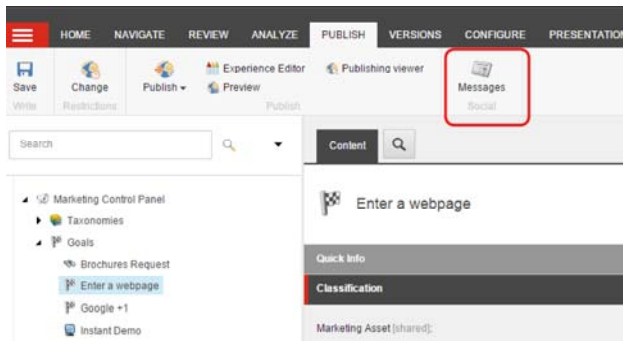 HOME NAVIGATE REVIEW ANALYZE PUBLISH VERSIONS CONFIGURE PRESENTATION
Save Change Publish Experience Editor Preview Publishing viewer Messages
Write Restrictions Publish Social
Search
Content
Marketing Control Panel
Taxonomies
Goals
Brochures Request
Enter a webpage
Google +1
Instant Demo
Enter a webpage
Quick Info
Classification
Marketing Asset [shared]: